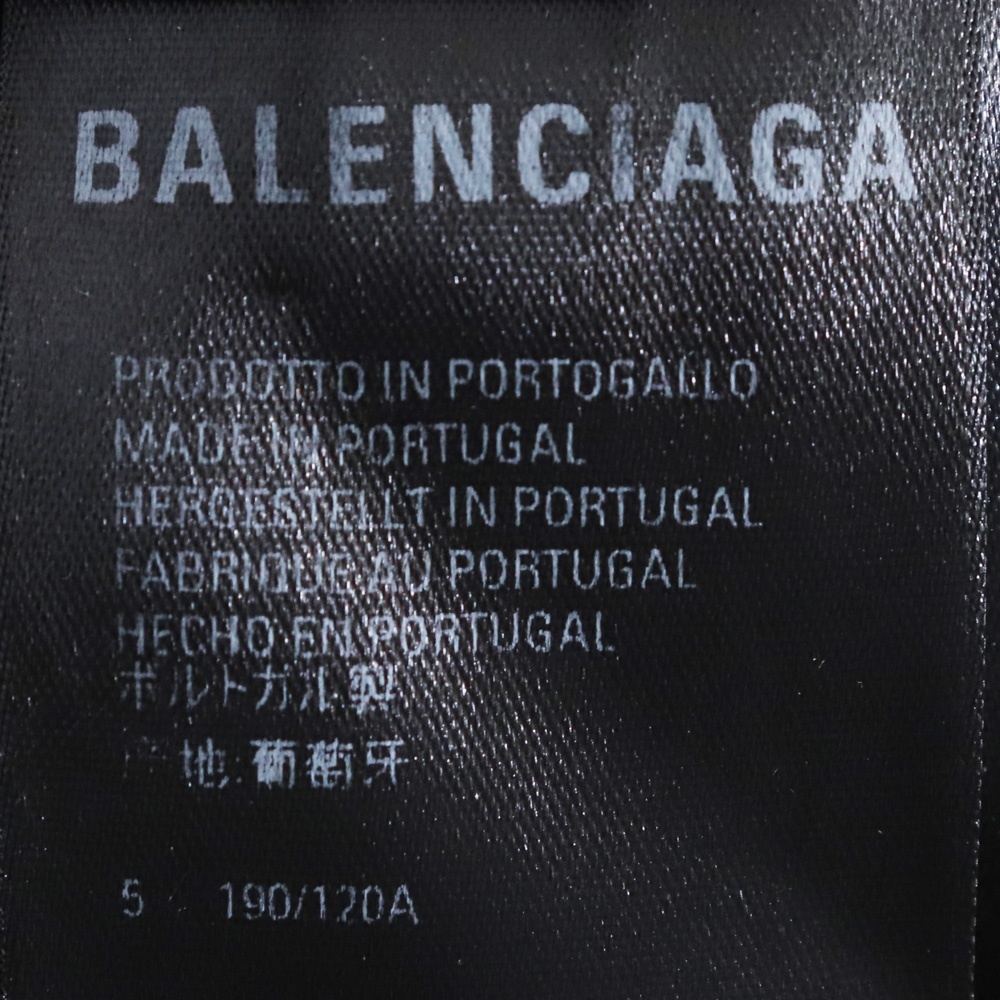 BALENCIAGA
PRODOTTO IN PORTOGALLO
MADE IN PORTUGAL
HERGESTELLT IN PORTUGAL
FABRIQUE AU PORTUGAL
HECHO EN PORTUGAL
ポルトガル製
产地:葡萄牙
5 190/120A